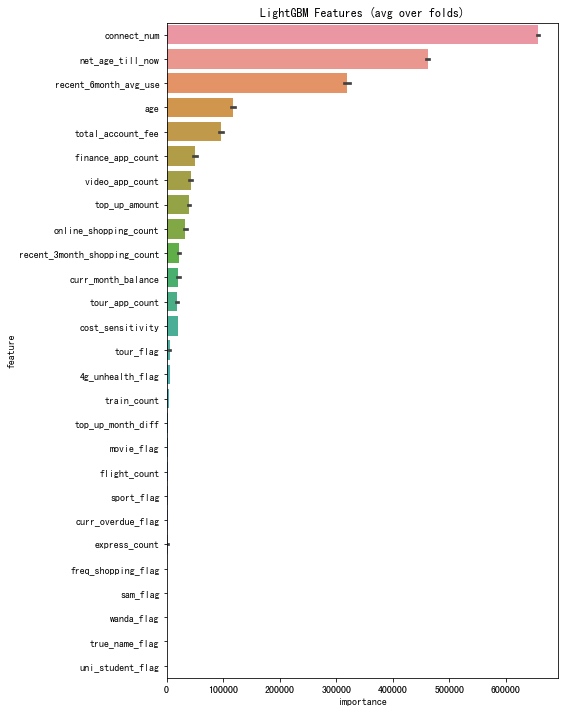 LightGBM Features (avg over folds)
connect_num
net_age_till_now
recent_6month_avg_use
age
total_account_fee
finance_app_count
video_app_count
top_up_amount
online_shopping_count
recent_3month_shopping_count
curr_month_balance
tour_app_count
cost_sensitivity
tour_flag
4g_unhealth_flag
train_count
top_up_month_diff
movie_flag
flight_count
sport_flag
curr_overdue_flag
express_count
freq_shopping_flag
sam_flag
wanda_flag
true_name_flag
uni_student_flag
feature
0 100000 200000 300000 400000 500000 600000
importance